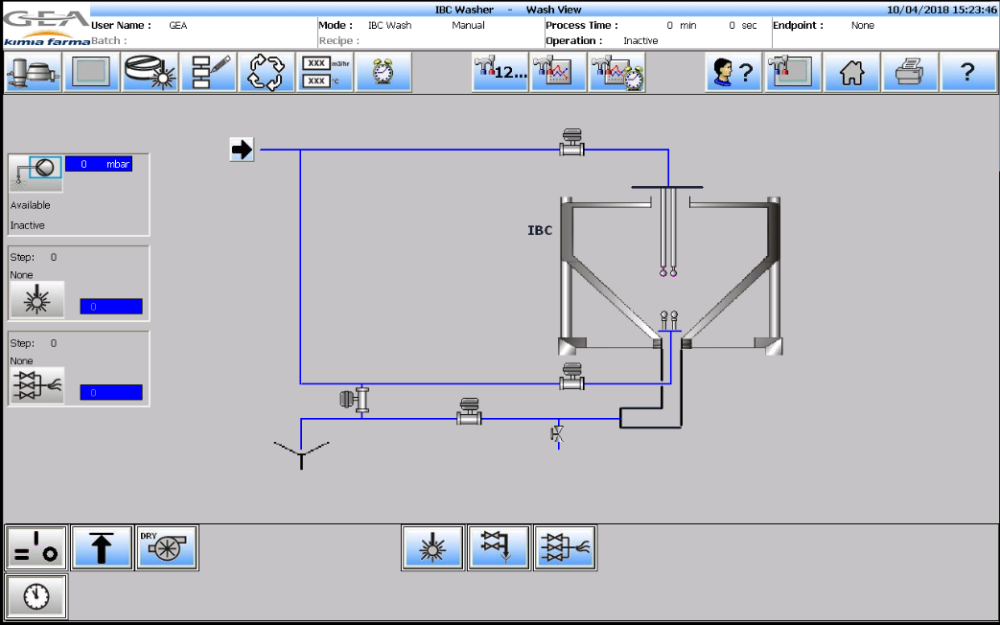 IBC Washer - Wash View 10/04/2018 15:23:46
GEA
kimia farma
User Name : GEA Mode : IBC Wash Manual Process Time : 0 min 0 sec Endpoint : None
Batch : Recipe : Operation : Inactive
XXX m3/hr
XXX °C
12...
?
?
0 mbar
Available
Inactive
IBC
Step: 0
None
0
Step: 0
None
0
DRY